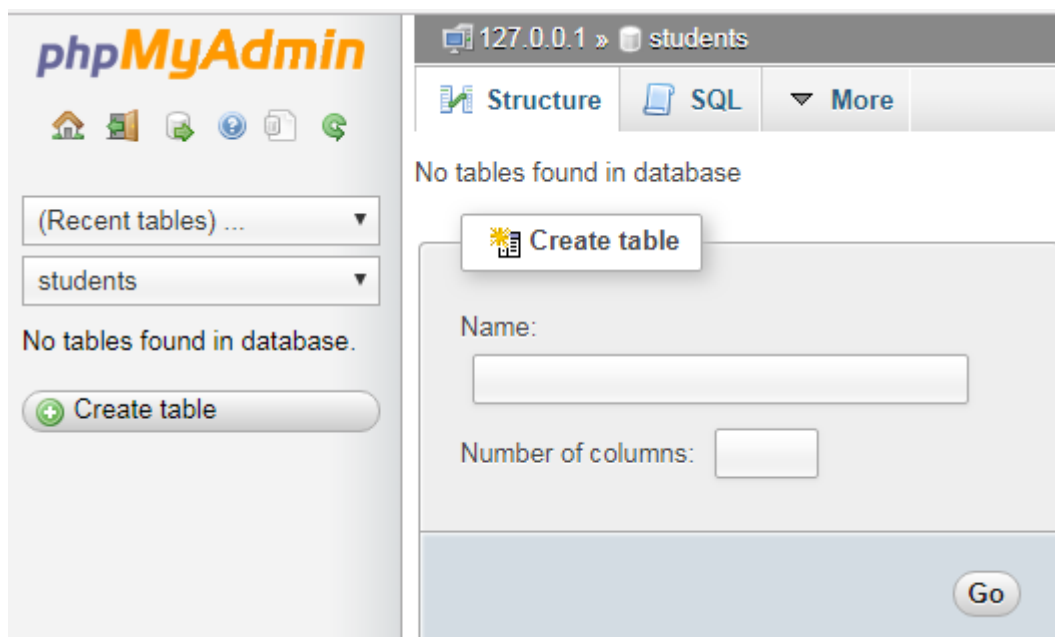 phpMyAdmin
(Recent tables) ...
students
No tables found in database.
Create table
127.0.0.1 » students
Structure SQL More
No tables found in database
Create table
Name:
Number of columns:
Go